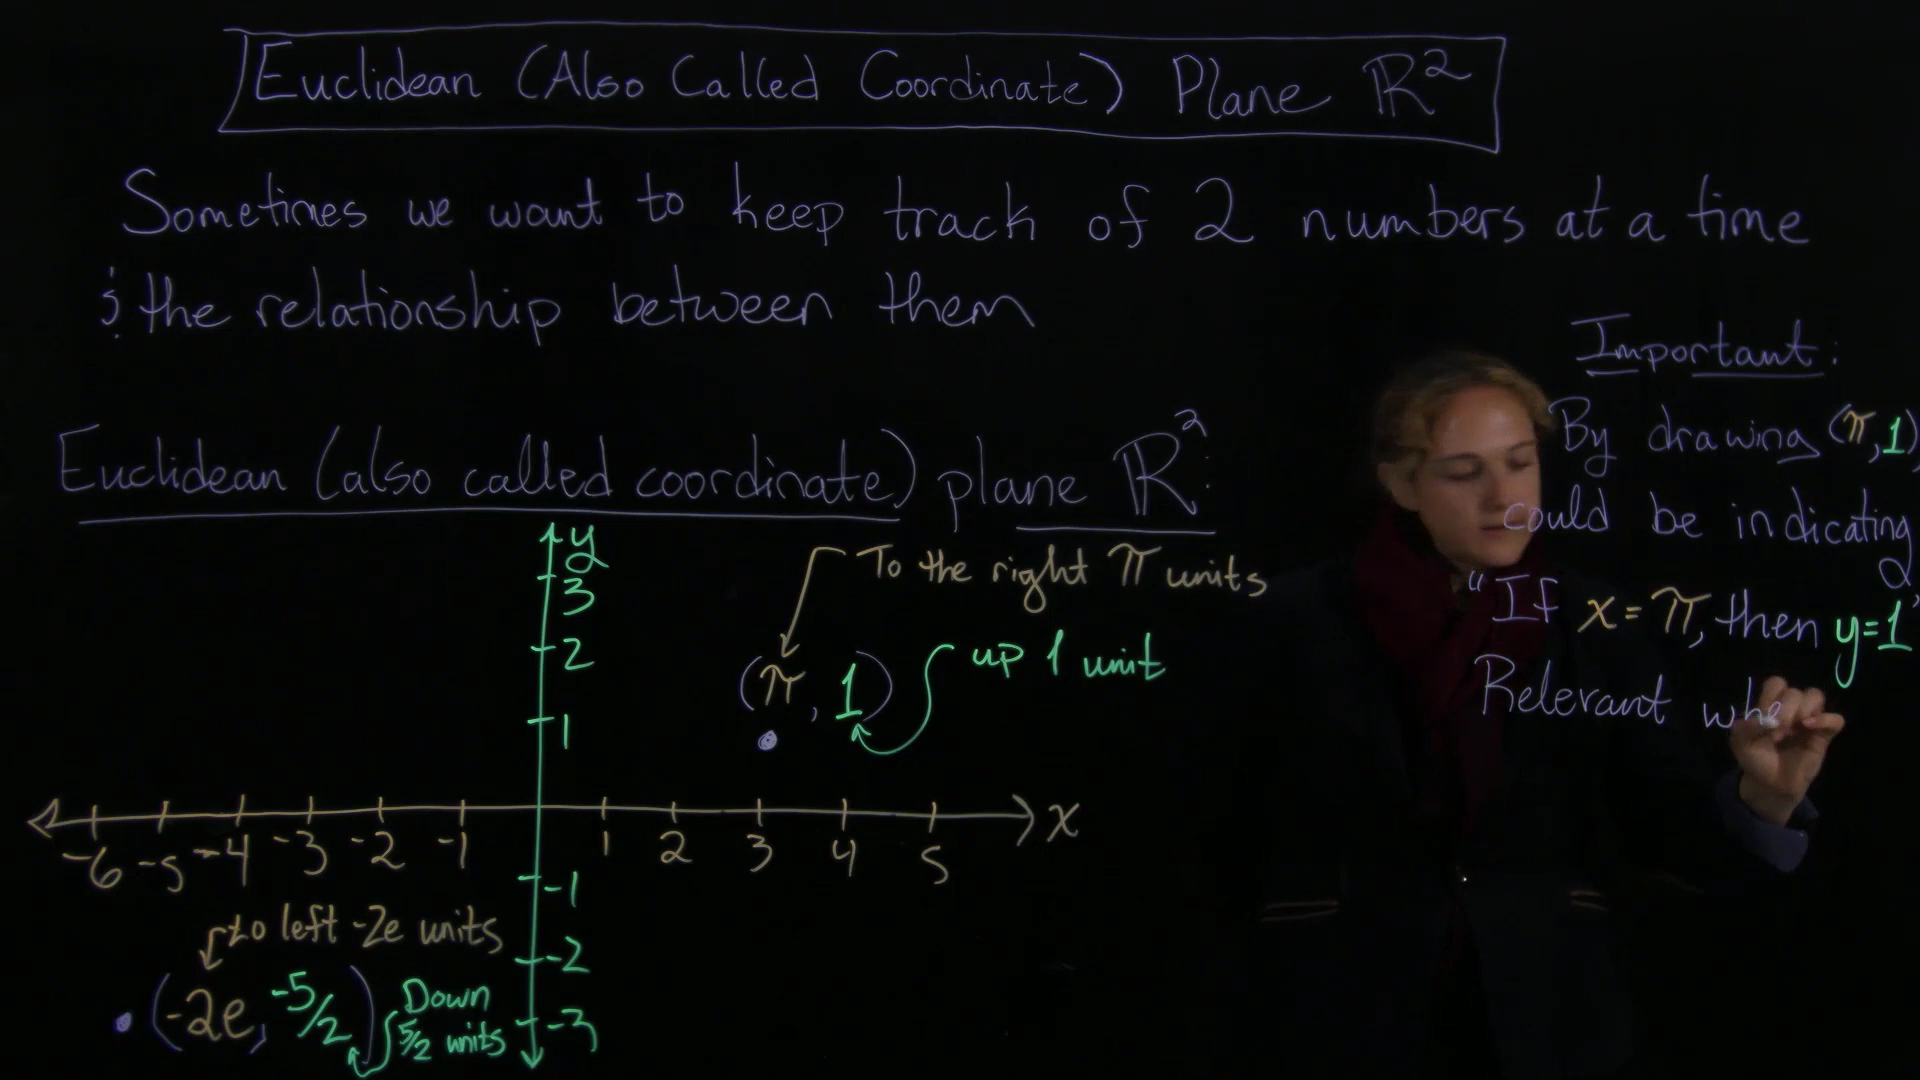 Euclidean (Also Called Coordinate) Plane ℝ²
Sometimes we want to keep track of 2 numbers at a time
& the relationship between them
Euclidean (also called coordinate) plane ℝ²:
y
3
2
1
-1
-2
-3
-6 -5 -4 -3 -2 -1 1 2 3 4 5 x
To the right π units
(π, 1)
up 1 unit
to left -2e units
(-2e, -5/2)
Down
5/2 units
Important:
By drawing (π, 1),
could be indicating
"If x = π, then y=1"
Relevant whe